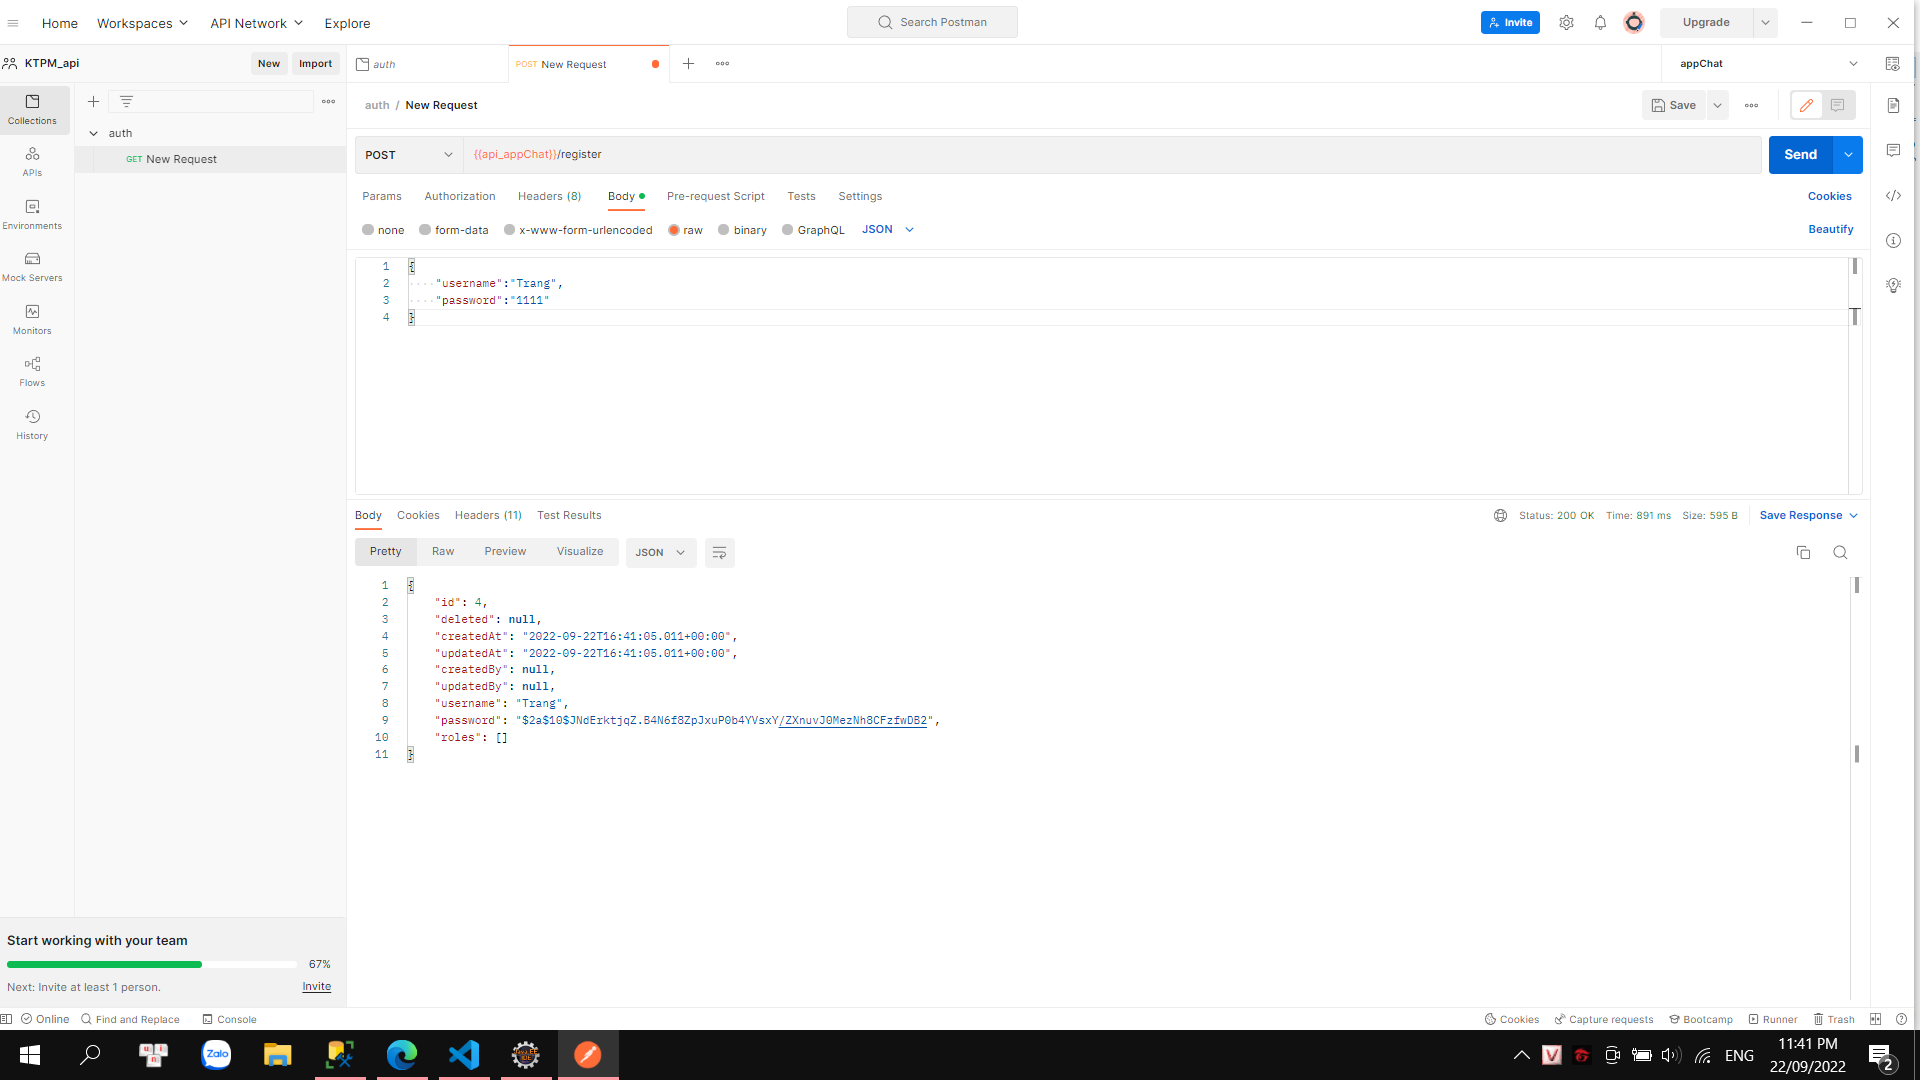 Home Workspaces API Network Explore Search Postman Invite Upgrade
KTPM_api New Import auth POST New Request appChat
auth / New Request Save
Collections auth
GET New Request
POST {{api_appChat}}/register Send
APIs
Params Authorization Headers (8) Body Pre-request Script Tests Settings Cookies
Environments
none form-data x-www-form-urlencoded raw binary GraphQL JSON Beautify
Mock Servers
Monitors
Flows
History
1 {
2 "username":"Trang",
3 "password":"1111"
4 }
Body Cookies Headers (11) Test Results Status: 200 OK Time: 891 ms Size: 595 B Save Response
Pretty Raw Preview Visualize JSON
1 {
2 "id": 4,
3 "deleted": null,
4 "createdAt": "2022-09-22T16:41:05.011+00:00",
5 "updatedAt": "2022-09-22T16:41:05.011+00:00",
6 "createdBy": null,
7 "updatedBy": null,
8 "username": "Trang",
9 "password": "$2a$10$JNdErktjqZ.B4N6f8ZpJxuP0b4YVsxY/ZXnuvJ0MezNh8CFzfwDB2",
10 "roles": []
11 }
Start working with your team
67%
Next: Invite at least 1 person. Invite
Online Find and Replace Console Cookies Capture requests Bootcamp Runner Trash
Zalo ENG 11:41 PM
22/09/2022 2